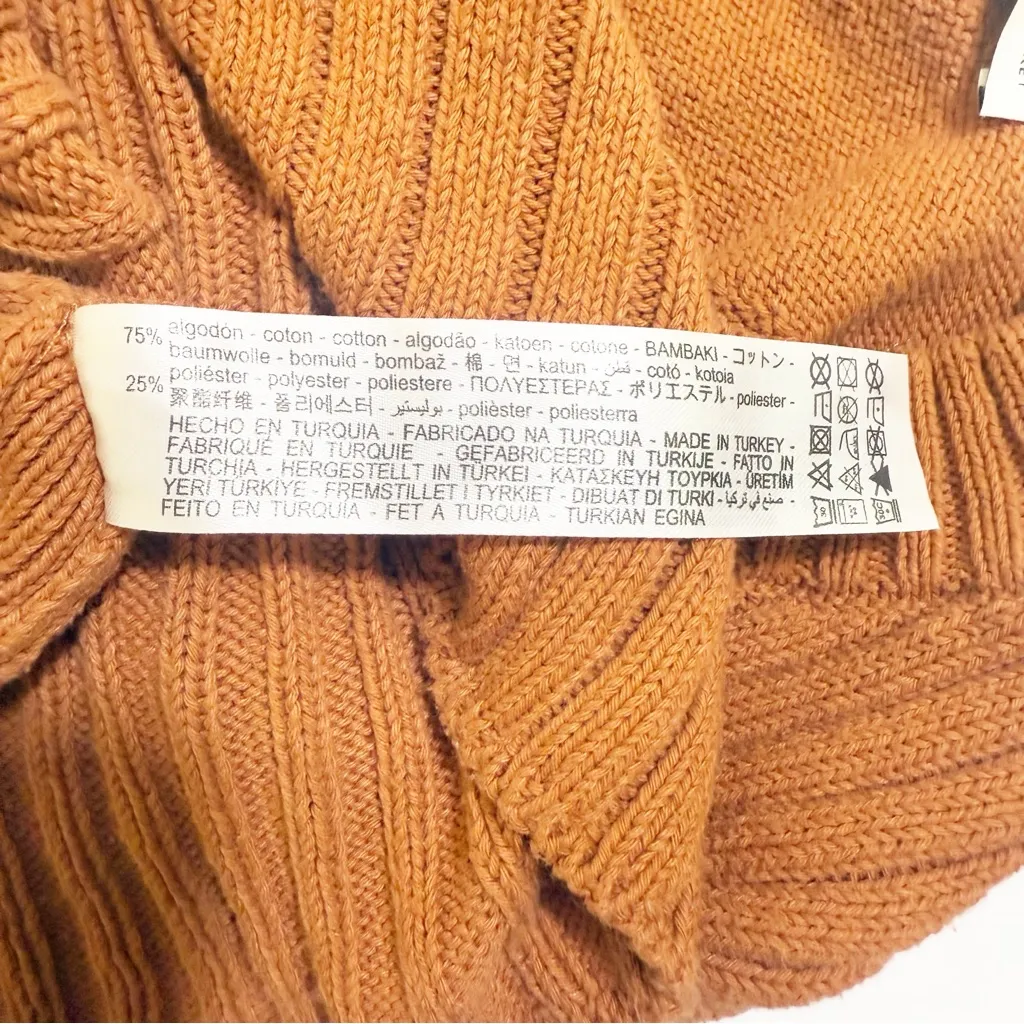 75% algodón - coton - cotton - algodão - katoen - cotone - BAMBAKI - コットン -
baumwolle - bomuld - bombaž - 棉 - 면 - katun - قطن - cotó - kotoia
25% poliéster - polyester - poliestere - ΠΟΛΥΕΣΤΕΡΑΣ - ポリエステル - poliester -
聚酯纤维 - 폴리에스터 - بوليستير - polièster - poliesterra
HECHO EN TURQUIA - FABRICADO NA TURQUIA - MADE IN TURKEY -
FABRIQUÉ EN TURQUIE - GEFABRICEERD IN TURKIJE - FATTO IN
TURCHIA - HERGESTELLT IN TÜRKEI - ΚΑΤΑΣΚΕΥΗ ΤΟΥΡΚΙΑ - ÜRETİM
YERİ TÜRKİYE - FREMSTILLET I TYRKIET - DIBUAT DI TURKI - صنع في تركيا -
FEITO EN TURQUÍA - FET A TURQUIA - TURKIAN EGINA